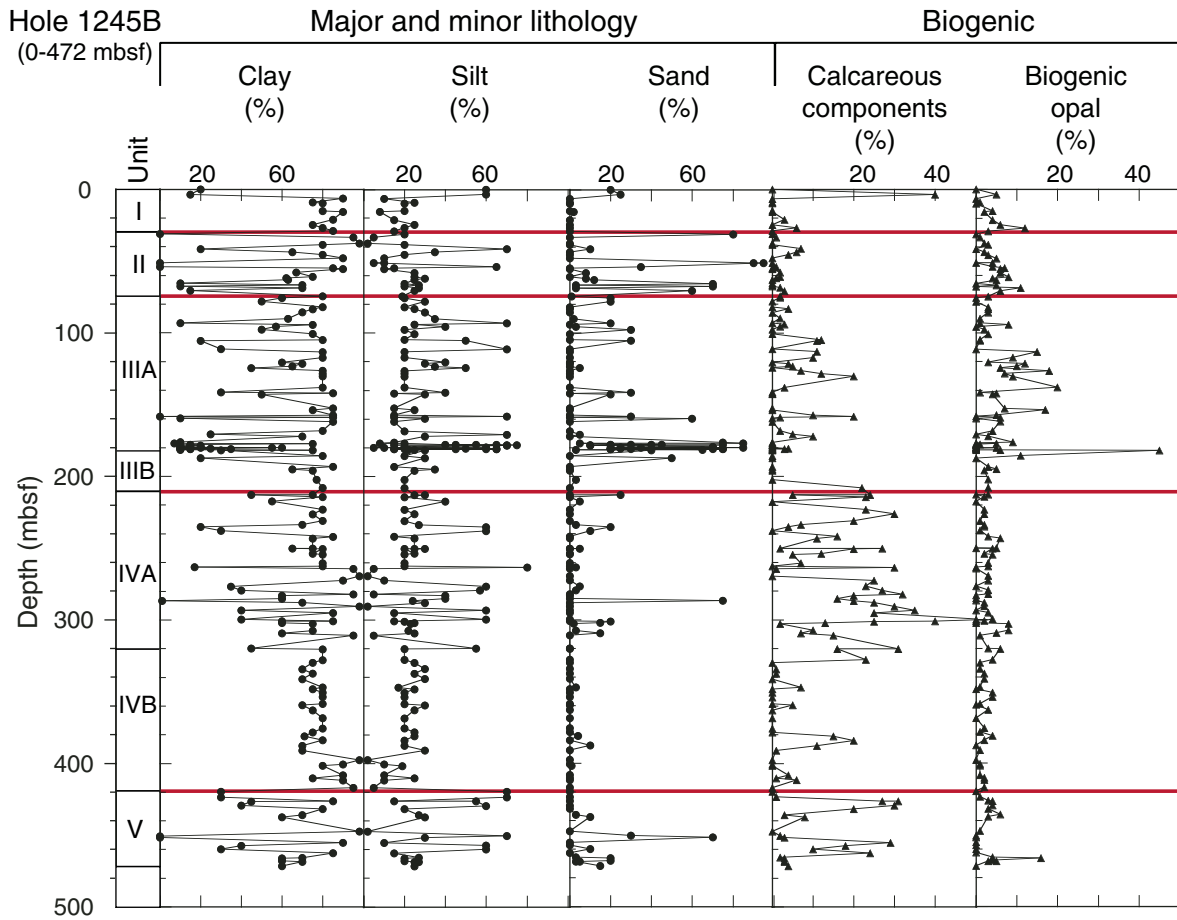 Hole 1245B
(0-472 mbsf)
Major and minor lithology
Biogenic
Clay
(%)
Silt
(%)
Sand
(%)
Calcareous
components
(%)
Biogenic
opal
(%)
Unit
20 60 20 60 20 60 0 20 40 0 20 40
0
100
200
300
400
500
Depth (mbsf)
I
II
IIIA
IIIB
IVA
IVB
V